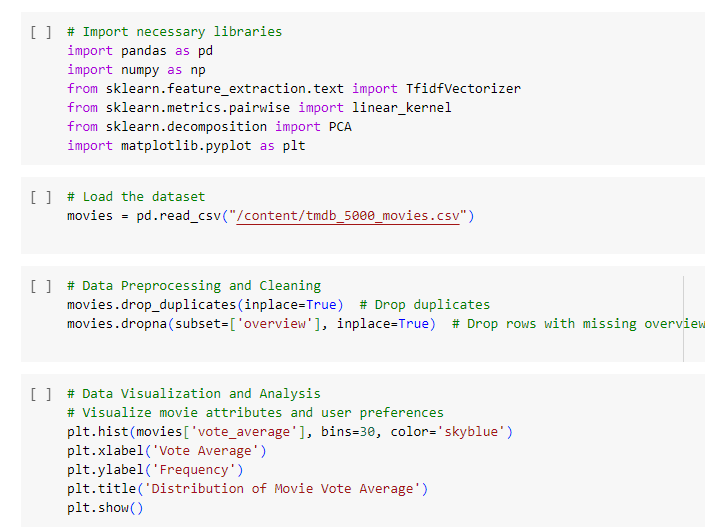 [ ] # Import necessary libraries
import pandas as pd
import numpy as np
from sklearn.feature_extraction.text import TfidfVectorizer
from sklearn.metrics.pairwise import linear_kernel
from sklearn.decomposition import PCA
import matplotlib.pyplot as plt
[ ] # Load the dataset
movies = pd.read_csv("/content/tmdb_5000_movies.csv")
[ ] # Data Preprocessing and Cleaning
movies.drop_duplicates(inplace=True)  # Drop duplicates
movies.dropna(subset=['overview'], inplace=True)  # Drop rows with missing overview
[ ] # Data Visualization and Analysis
# Visualize movie attributes and user preferences
plt.hist(movies['vote_average'], bins=30, color='skyblue')
plt.xlabel('Vote Average')
plt.ylabel('Frequency')
plt.title('Distribution of Movie Vote Average')
plt.show()